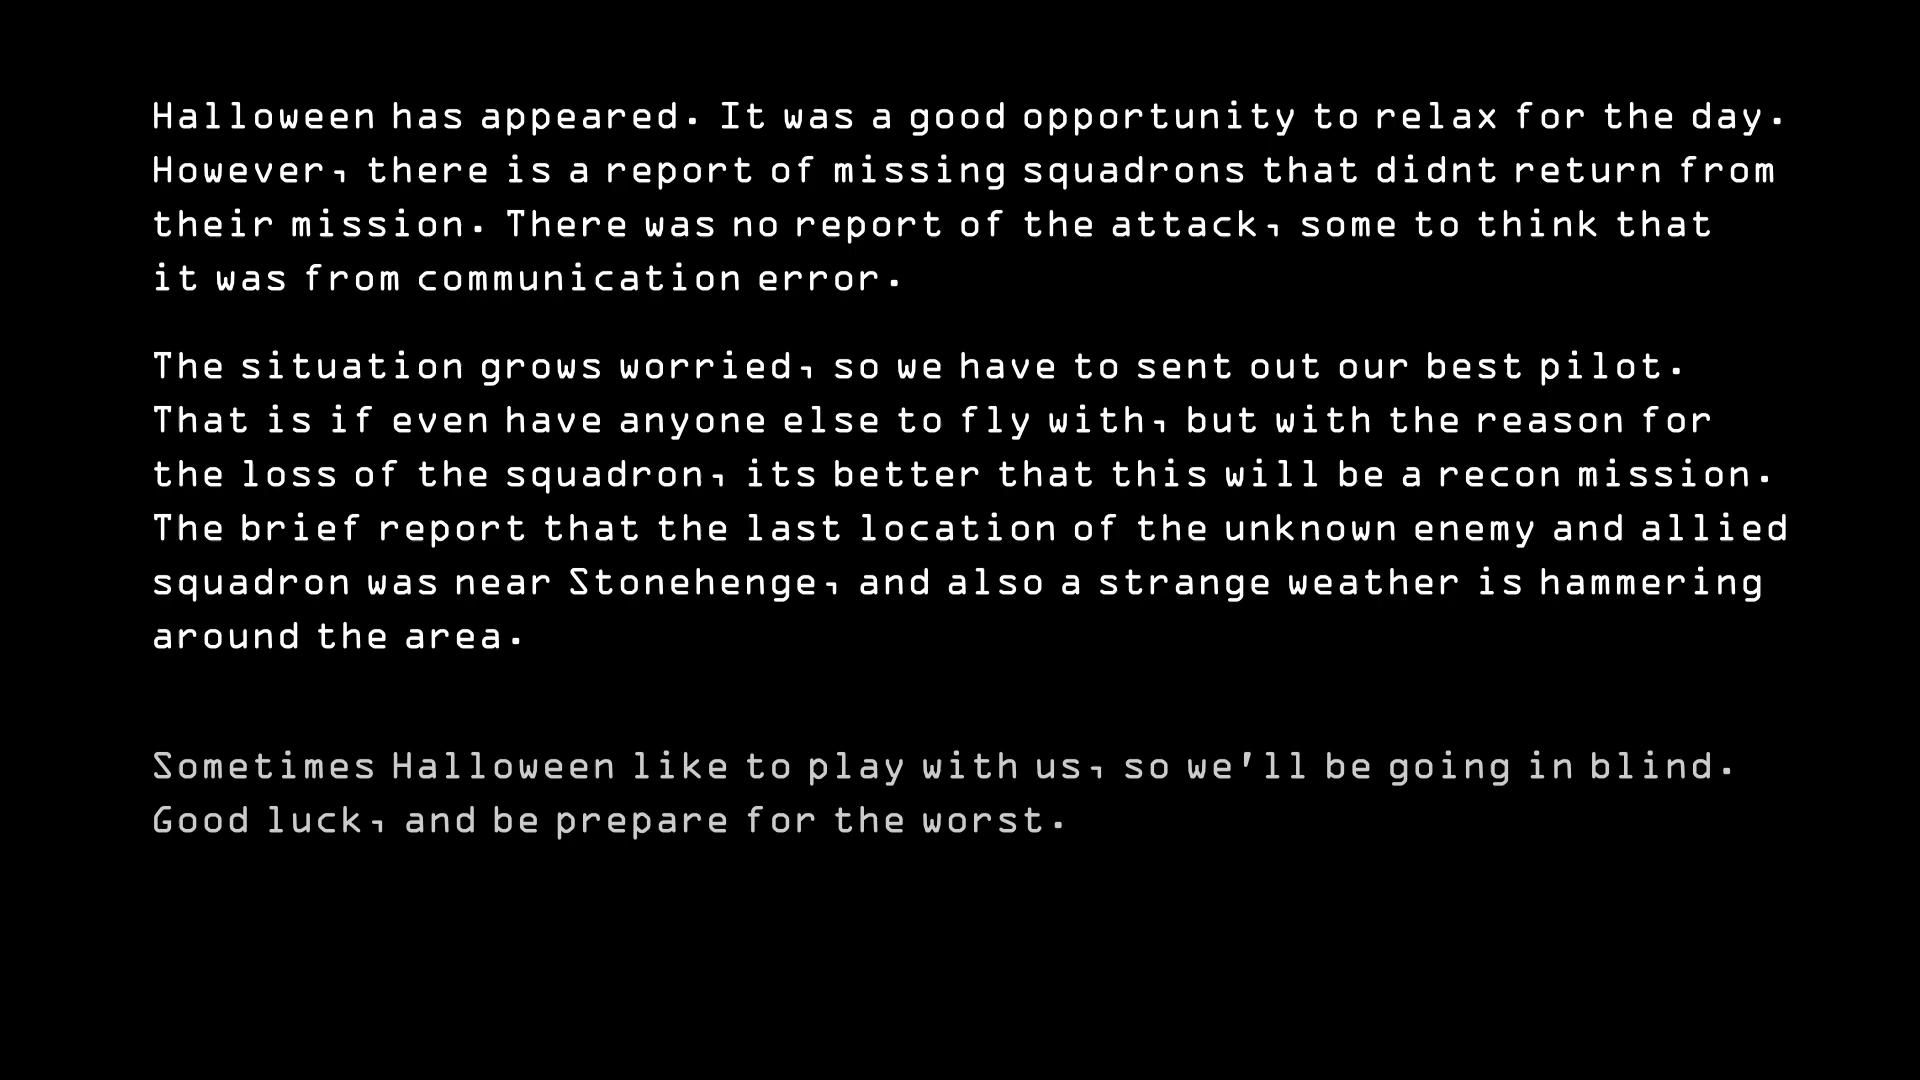 Halloween has appeared. It was a good opportunity to relax for the day.
However, there is a report of missing squadrons that didnt return from
their mission. There was no report of the attack, some to think that
it was from communication error.
The situation grows worried, so we have to sent out our best pilot.
That is if even have anyone else to fly with, but with the reason for
the loss of the squadron, its better that this will be a recon mission.
The brief report that the last location of the unknown enemy and allied
squadron was near Stonehenge, and also a strange weather is hammering
around the area.
Sometimes Halloween like to play with us, so we'll be going in blind.
Good luck, and be prepare for the worst.